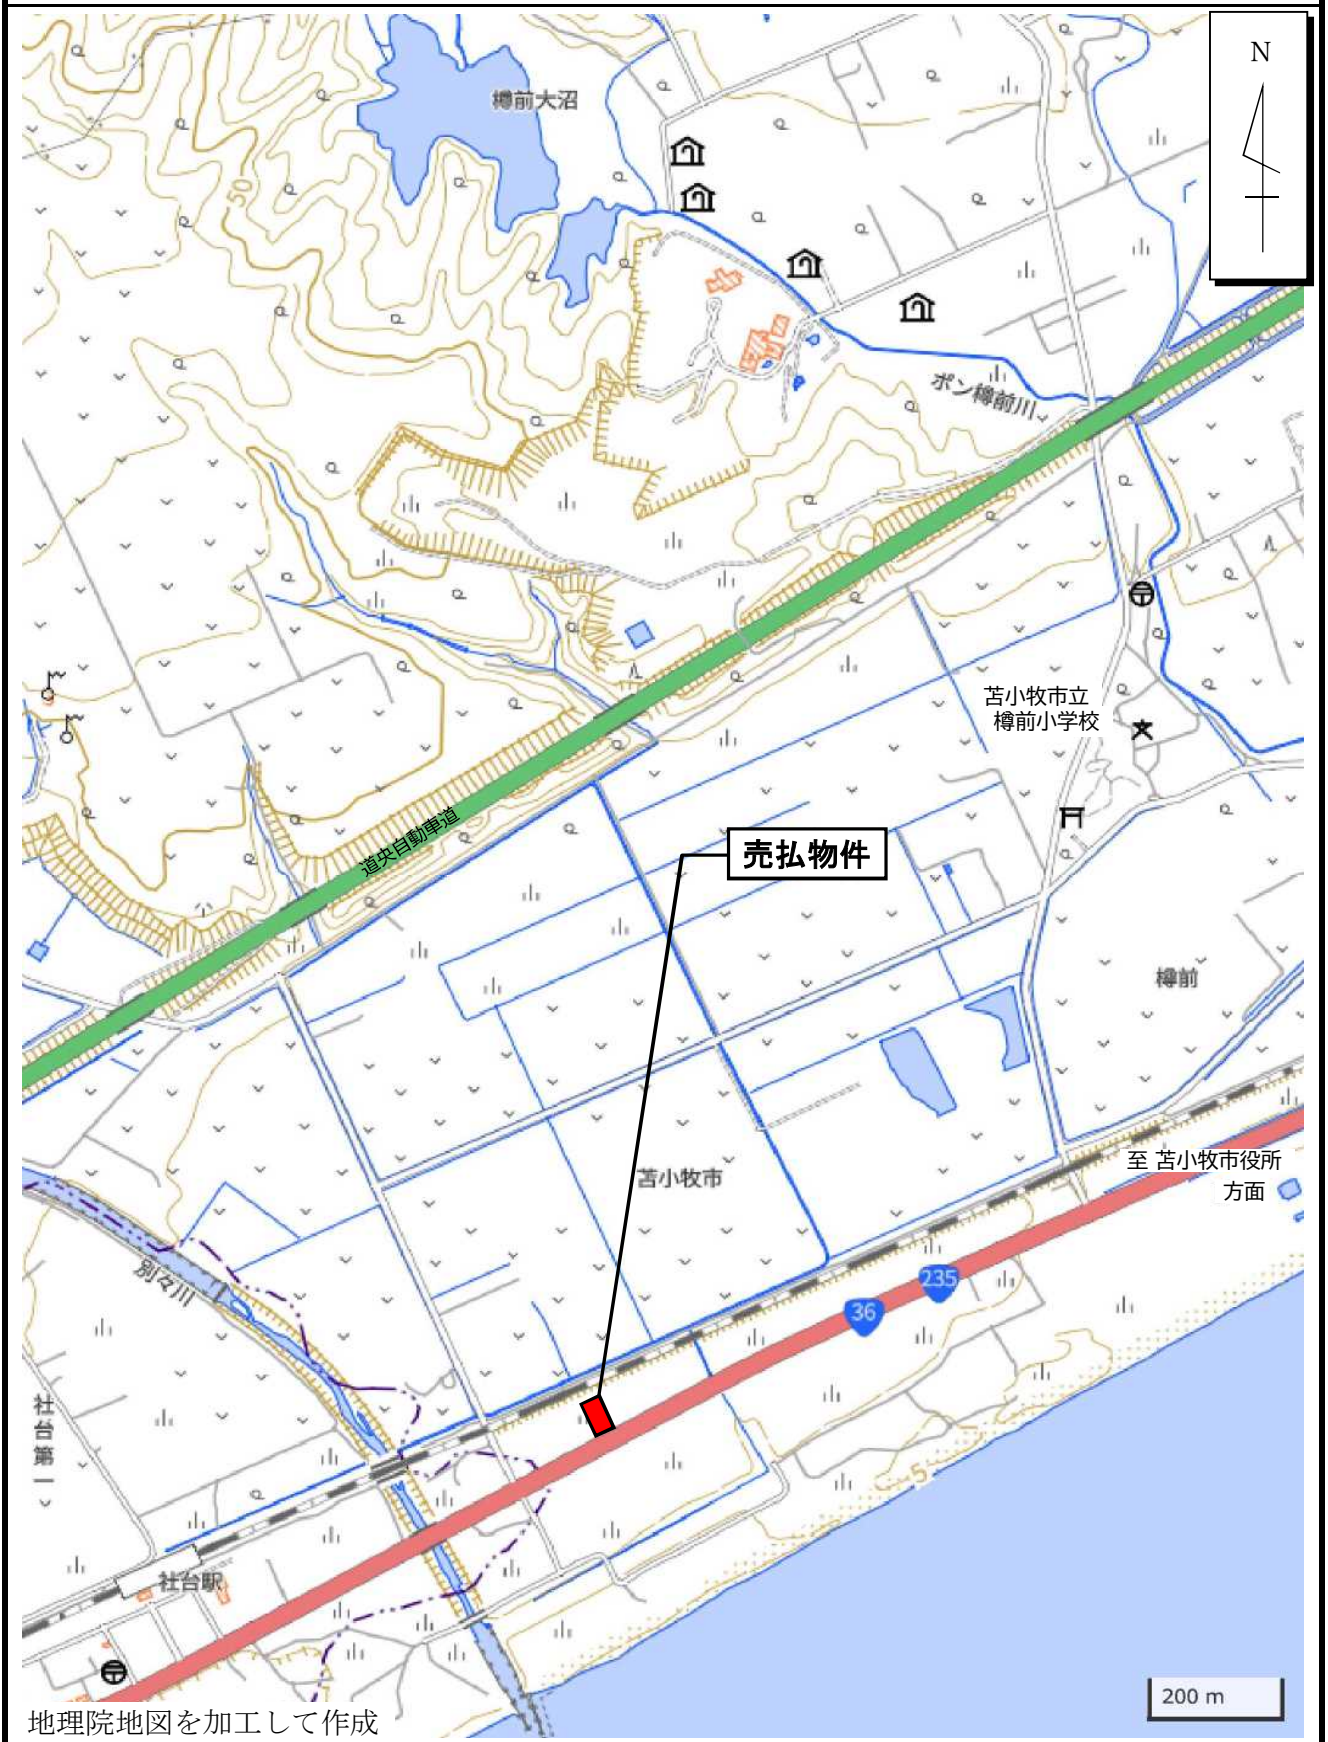 N
樽前大沼
50
ポン樽前川
苫小牧市立
樽前小学校
道央自動車道
売払物件
樽前
苫小牧市
至 苫小牧市役所
方面
別々川
235
36
社台第一
5
社台駅
200 m
地理院地図を加工して作成